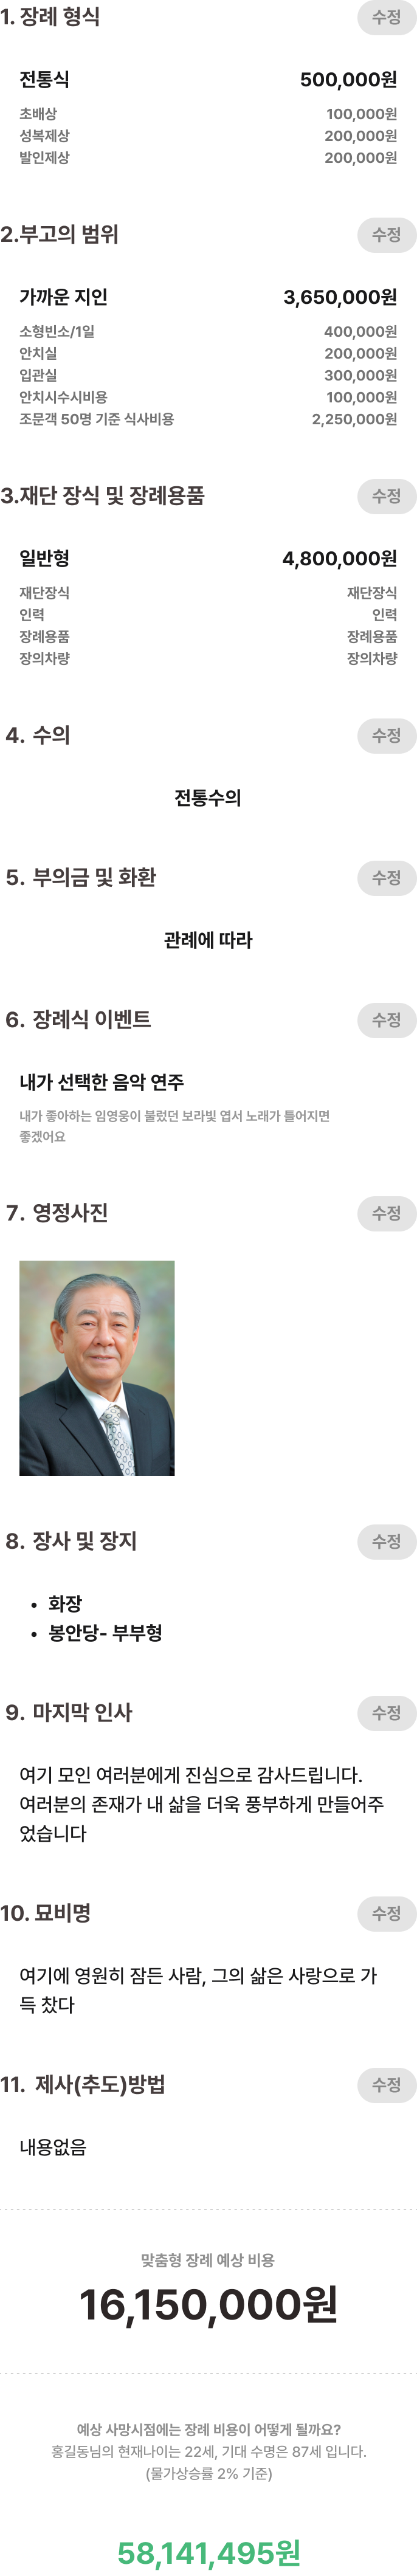 1. 장례 형식
수정
전통식 500,000원
초배상 100,000원
성복제상 200,000원
발인제상 200,000원
2.부고의 범위
수정
가까운 지인 3,650,000원
소형빈소/1일 400,000원
안치실 200,000원
입관실 300,000원
안치시수시비용 100,000원
조문객 50명 기준 식사비용 2,250,000원
3.재단 장식 및 장례용품
수정
일반형 4,800,000원
재단장식 재단장식
인력 인력
장례용품 장례용품
장의차량 장의차량
4. 수의
수정
전통수의
5. 부의금 및 화환
수정
관례에 따라
6. 장례식 이벤트
수정
내가 선택한 음악 연주
내가 좋아하는 임영웅이 불렀던 보라빛 엽서 노래가 틀어지면
좋겠어요
7. 영정사진
수정
8. 장사 및 장지
수정
• 화장
• 봉안당- 부부형
9. 마지막 인사
수정
여기 모인 여러분에게 진심으로 감사드립니다.
여러분의 존재가 내 삶을 더욱 풍부하게 만들어주
었습니다
10. 묘비명
수정
여기에 영원히 잠든 사람, 그의 삶은 사랑으로 가
득 찼다
11. 제사(추도)방법
수정
내용없음
맞춤형 장례 예상 비용
16,150,000원
예상 사망시점에는 장례 비용이 어떻게 될까요?
홍길동님의 현재나이는 22세, 기대 수명은 87세 입니다.
(물가상승률 2% 기준)
58,141,495원